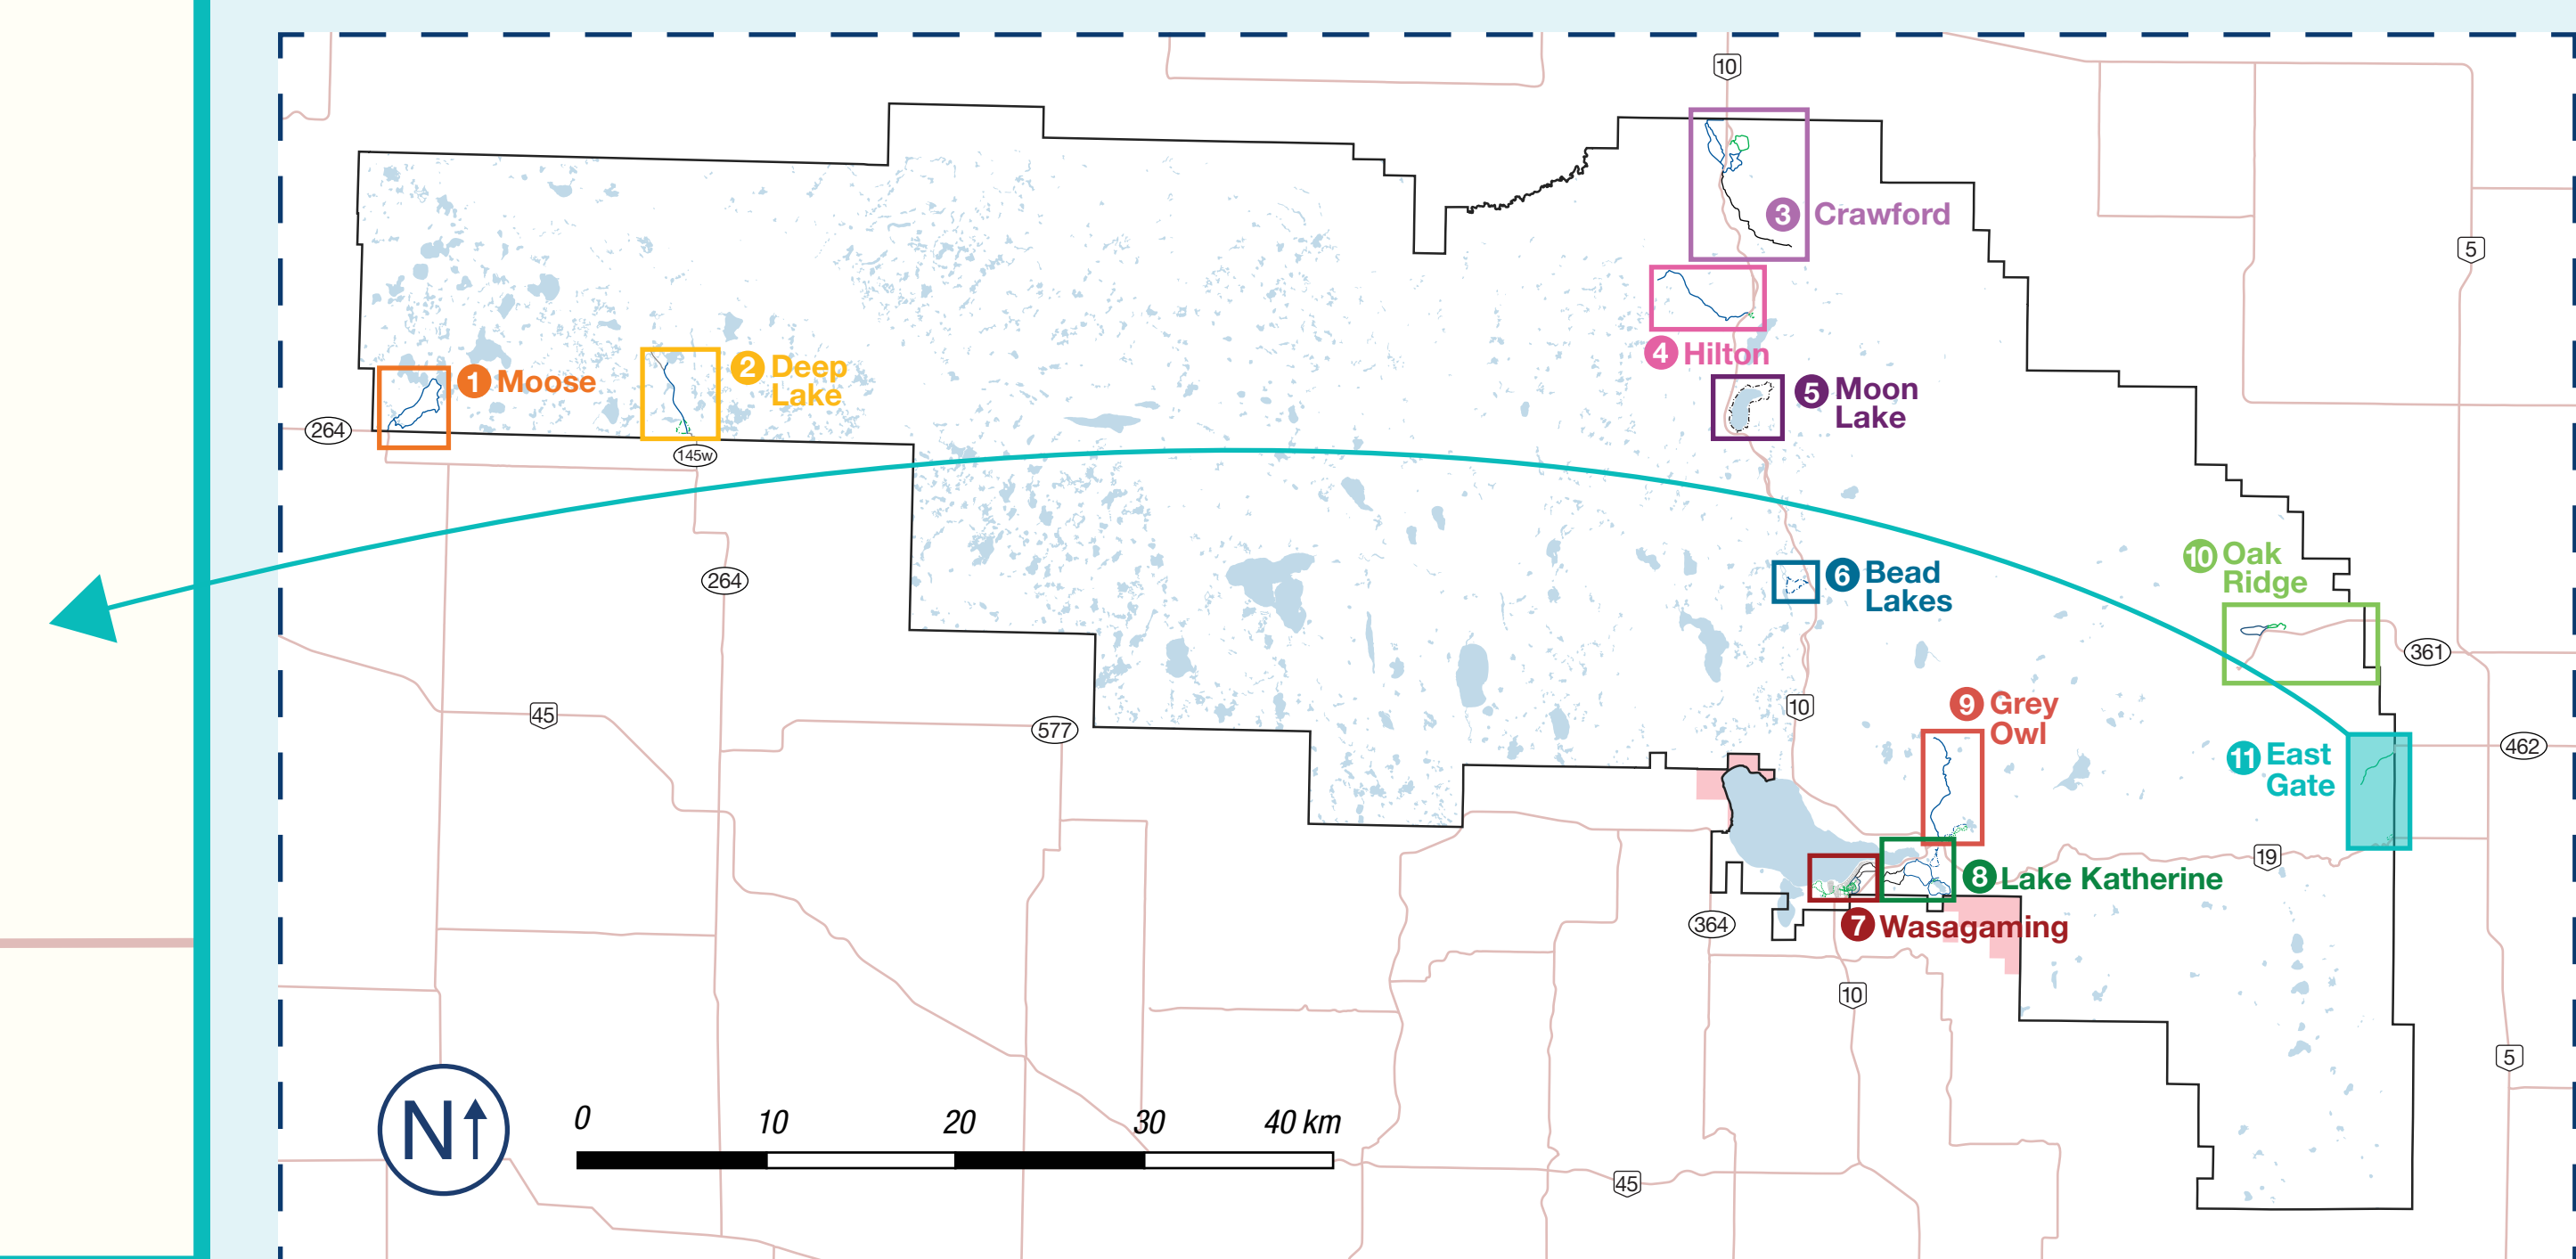 10
3 Crawford
5
4 Hilton
1 Moose
2 Deep
Lake
5 Moon
Lake
264
145w
10 Oak
Ridge
6 Bead
Lakes
264
361
9 Grey
Owl
10
45
577
462
11 East
Gate
19
8 Lake Katherine
364
7 Wasagaming
10
5
N
0 10 20 30 40 km
45